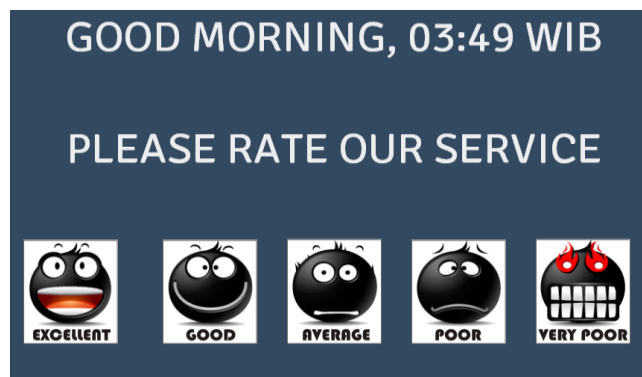 GOOD MORNING, 03:49 WIB
PLEASE RATE OUR SERVICE
EXCELLENT GOOD AVERAGE POOR VERY POOR